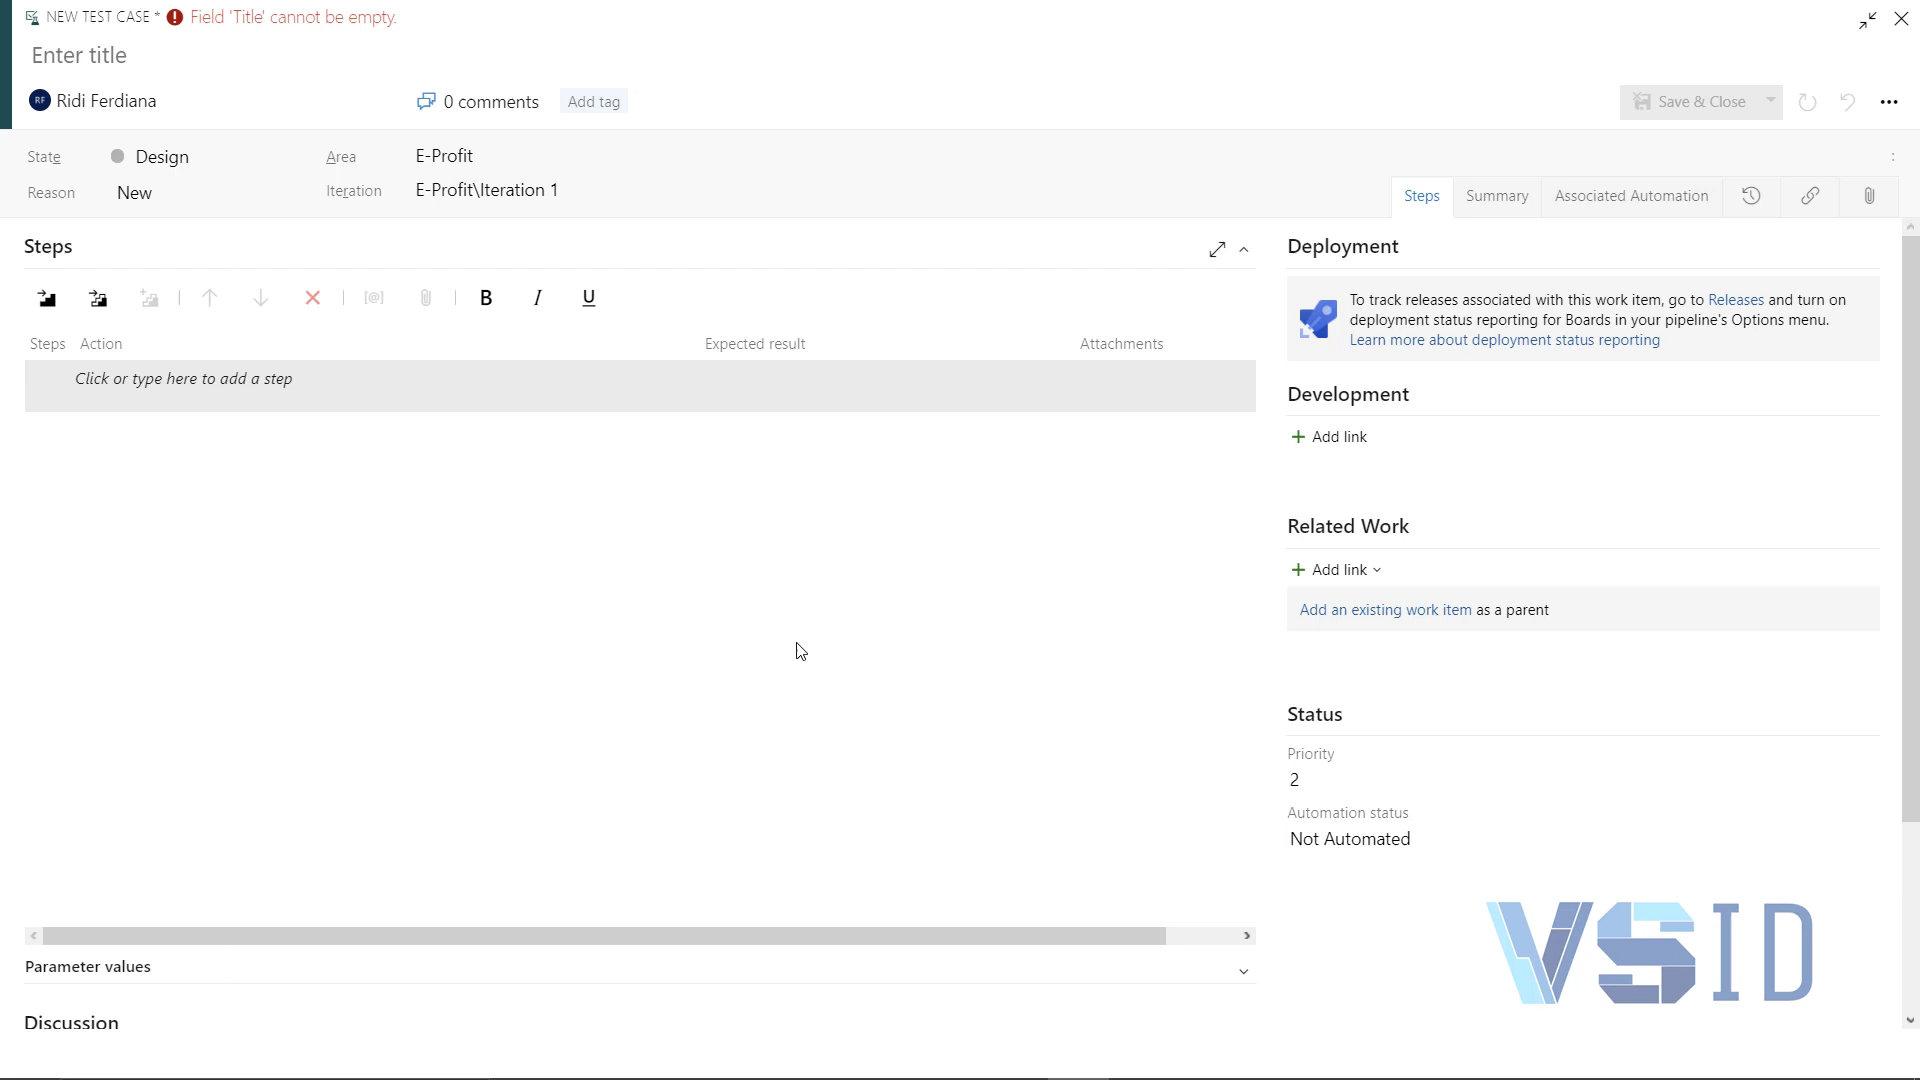 NEW TEST CASE * Field 'Title' cannot be empty.
Enter title
RF Ridi Ferdiana
0 comments
Add tag
Save & Close
State Design
Area E-Profit
Reason New
Iteration E-Profit\Iteration 1
Steps Summary Associated Automation
Steps
[@] B I U
Steps Action Expected result Attachments
Click or type here to add a step
Deployment
To track releases associated with this work item, go to Releases and turn on
deployment status reporting for Boards in your pipeline's Options menu.
Learn more about deployment status reporting
Development
+ Add link
Related Work
+ Add link
Add an existing work item as a parent
Status
Priority
2
Automation status
Not Automated
VSID
Parameter values
Discussion